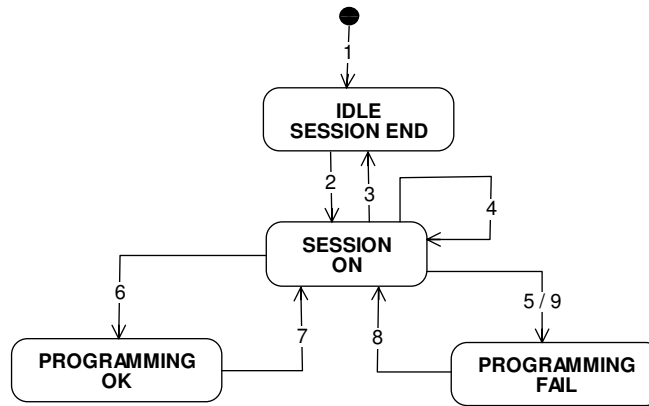 1
IDLE
SESSION END
2
3
4
SESSION
ON
6
5 / 9
7
8
PROGRAMMING
OK
PROGRAMMING
FAIL